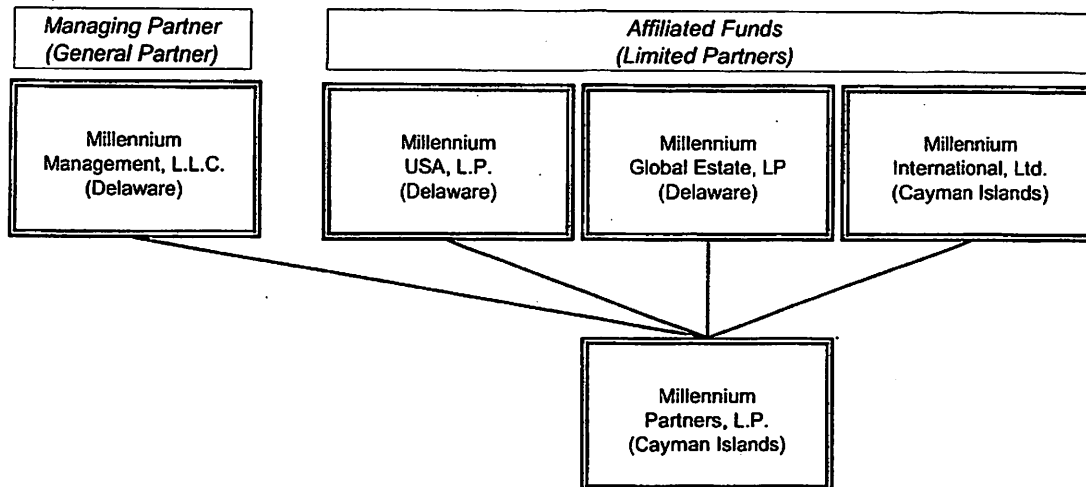 Managing Partner
(General Partner)
Affiliated Funds
(Limited Partners)
Millennium
Management, L.L.C.
(Delaware)
Millennium
USA, L.P.
(Delaware)
Millennium
Global Estate, LP
(Delaware)
Millennium
International, Ltd.
(Cayman Islands)
Millennium
Partners, L.P.
(Cayman Islands)